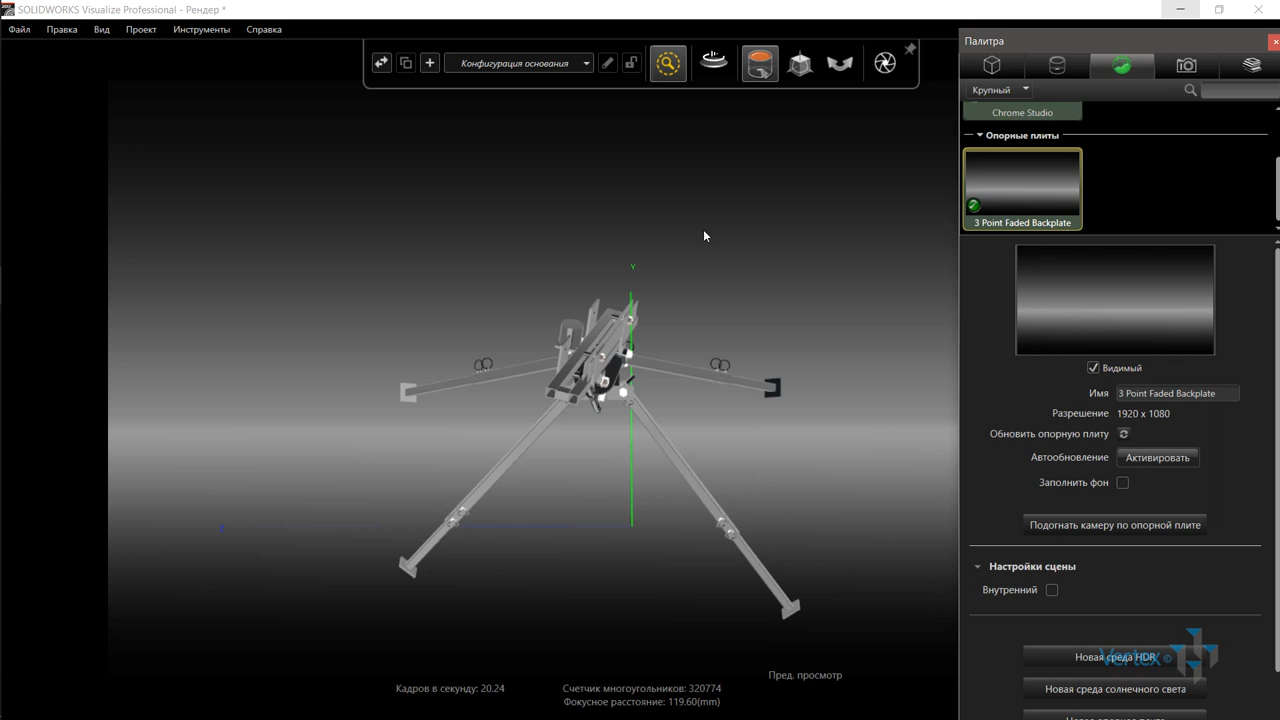 SOLIDWORKS Visualize Professional - Рендер *
Файл Правка Вид Проект Инструменты Справка
Палитра
Конфигурация основания
Крупный
Chrome Studio
Опорные плиты
3 Point Faded Backplate
Y
Видимый
Имя 3 Point Faded Backplate
Разрешение 1920 x 1080
Обновить опорную плиту
Автообновление Активировать
Заполнить фон
Подогнать камеру по опорной плите
Настройки сцены
Внутренний
Новая среда HDR
Vertex ©
Новая среда солнечного света
Пред. просмотр
Кадров в секунду: 20.24
Счетчик многоугольников: 320774
Фокусное расстояние: 119.60(mm)